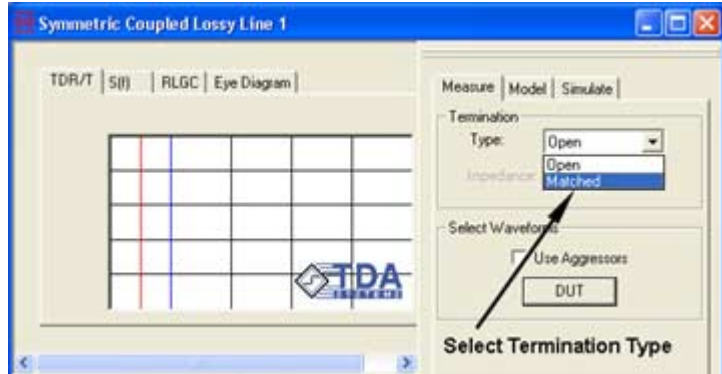 Symmetric Coupled Lossy Line 1
TDR/T
S(f)
RLGC
Eye Diagram
TDA
SYSTEMS
Measure
Model
Simulate
Termination
Type:
Open
Open
Matched
Impedance:
Select Waveforms
Use Aggressors
DUT
Select Termination Type